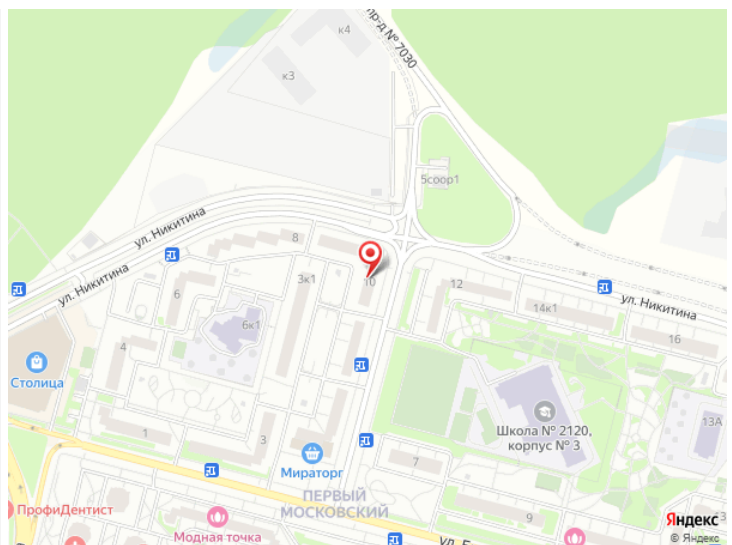 к4
пр-д № 7030
к3
5соор1
ул. Никитина
8
ул. Никитина
3к1
10
12
6
14к1
ул. Никитина
6к1
16
4
Столица
Школа № 2120,
корпус № 3
13А
1
3
Мираторг
7
ПЕРВЫЙ
МОСКОВСКИЙ
ПрофиДентист
Модная точка
9
13
Яндекс
ул. Б
© Яндекс